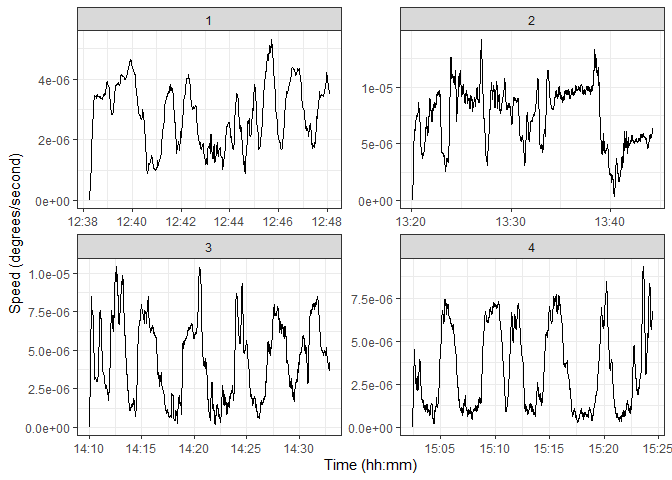 1
2
4e-06
2e-06
0e+00
12:38 12:40 12:42 12:44 12:46 12:48
1e-05
5e-06
0e+00
13:20 13:30 13:40
Speed (degrees/second)
3
4
1.0e-05
7.5e-06
5.0e-06
2.5e-06
0.0e+00
14:10 14:15 14:20 14:25 14:30
7.5e-06
5.0e-06
2.5e-06
0.0e+00
15:05 15:10 15:15 15:20 15:25
Time (hh:mm)